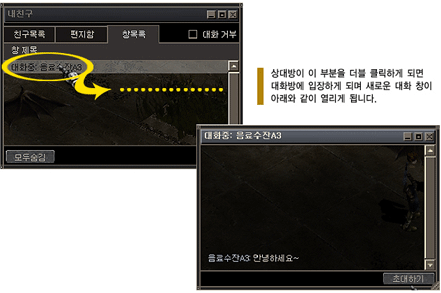 내친구
친구목록 편지함 창목록 대화 거부
창 제목
대화중: 음료수잔A3
모두숨김
상대방이 이 부분을 더블 클릭하게 되면
대화방에 입장하게 되며 새로운 대화 창이
아래와 같이 열리게 됩니다.
대화중: 음료수잔A3
음료수잔A3: 안녕하세요~
초대하기